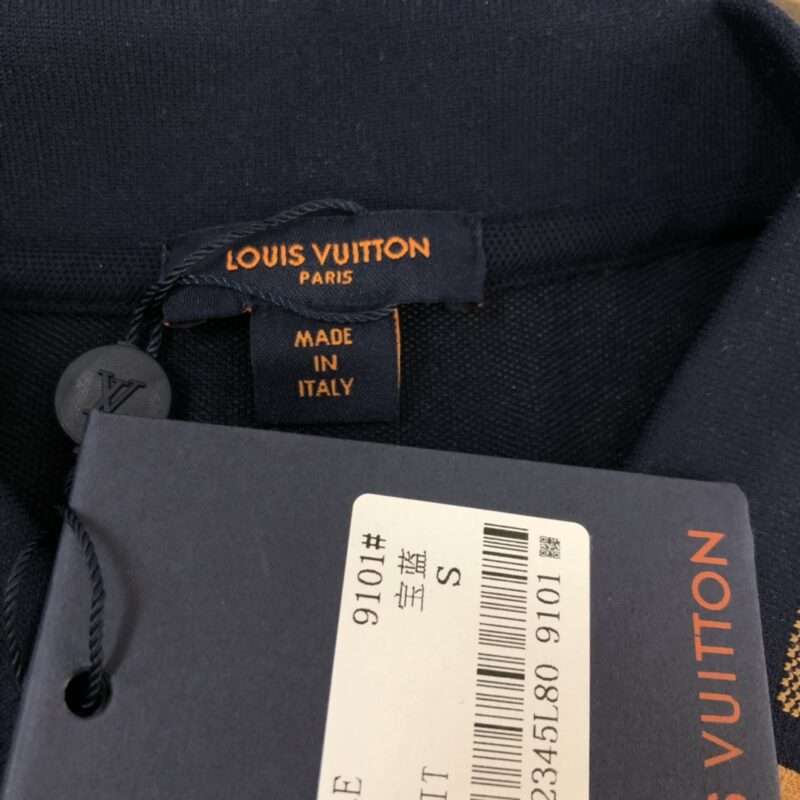 LOUIS VUITTON
PARIS
MADE
IN
ITALY
9101#
宝蓝
S
2345L80 9101
VUITTON